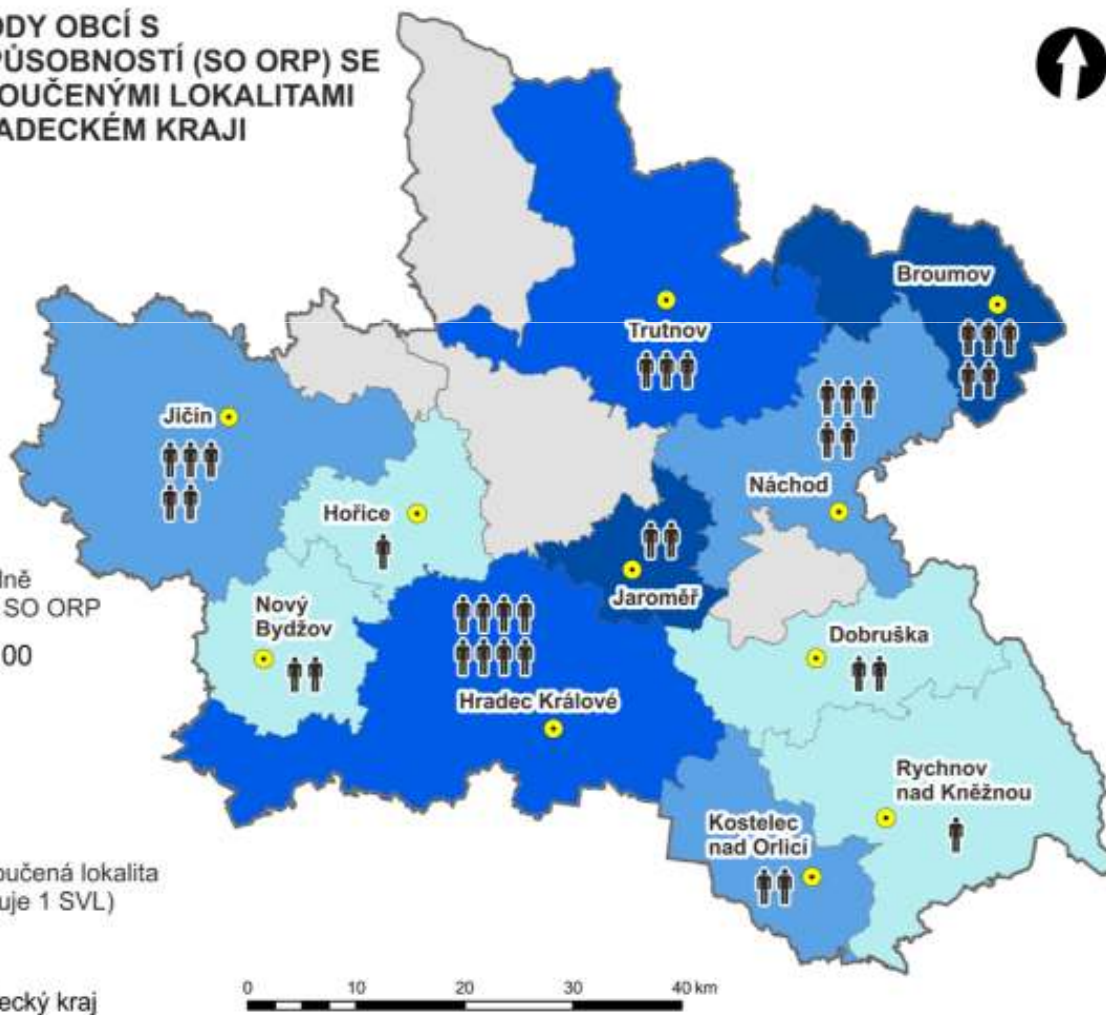 ODY OBCÍ S
PŮSOBNOSTÍ (SO ORP) SE
OUČENÝMI LOKALITAMI
ADECKÉM KRAJI
Broumov
Trutnov
Jičín
Náchod
Hořice
lně
SO ORP
Jaroměř
Nový
Bydžov
00
Dobruška
Hradec Králové
Rychnov
nad Kněžnou
Kostelec
nad Orlicí
oučená lokalita
uje 1 SVL)
ecký kraj
0 10 20 30 40 km